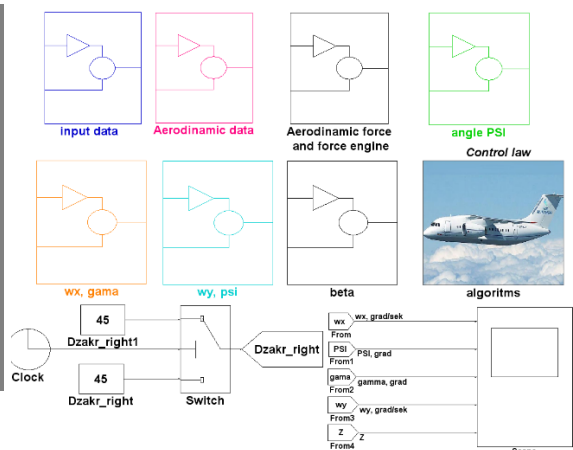 input data
Aerodinamic data
Aerodinamic force
and force engine
angle PSI
Control law
wx, gama
wy, psi
beta
algoritms
45
Dzakr_right1
Clock
45
Dzakr_right
Switch
Dzakr_right
wx
wx, grad/sek
From
PSI
PSI, grad
From1
gama
gamma, grad
From2
wy
wy, grad/sek
From3
Z
Z
From4